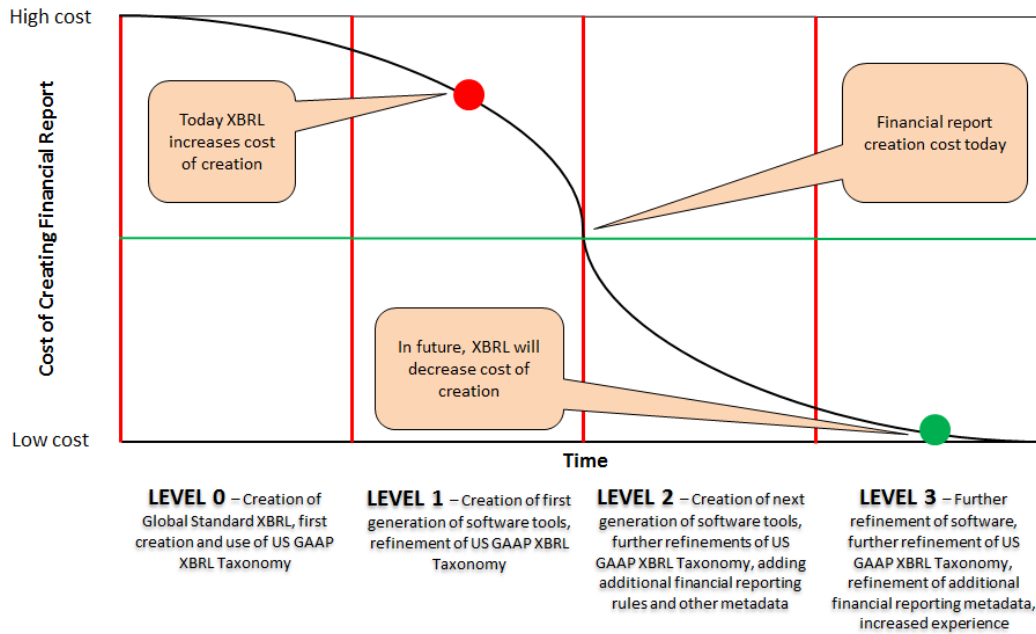 High cost
Cost of Creating Financial Report
Today XBRL
increases cost
of creation
Financial report
creation cost today
In future, XBRL will
decrease cost of
creation
Low cost
Time
LEVEL 0 – Creation of
Global Standard XBRL, first
creation and use of US GAAP
XBRL Taxonomy
LEVEL 1 – Creation of first
generation of software tools,
refinement of US GAAP XBRL
Taxonomy
LEVEL 2 – Creation of next
generation of software tools,
further refinements of US
GAAP XBRL Taxonomy, adding
additional financial reporting
rules and other metadata
LEVEL 3 – Further
refinement of software,
further refinement of US
GAAP XBRL Taxonomy,
refinement of additional
financial reporting metadata,
increased experience